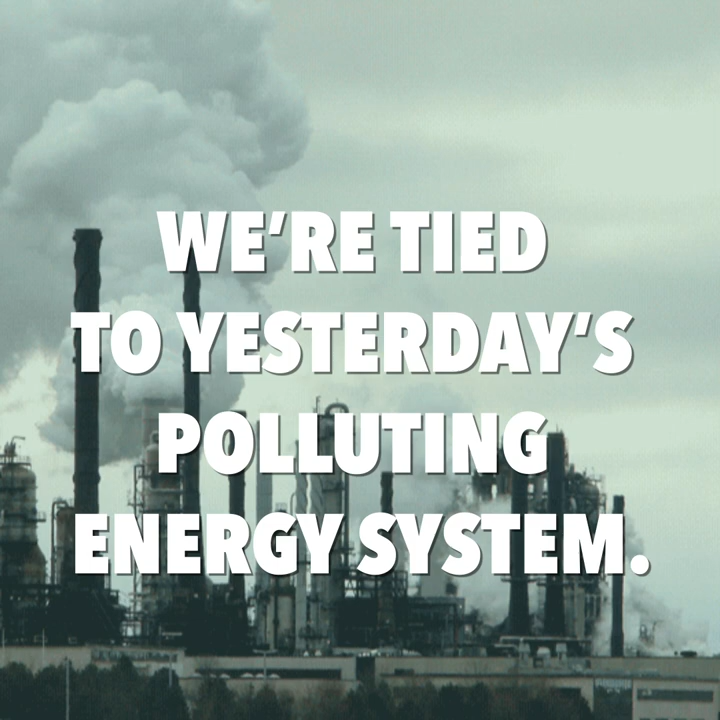 WE’RE TIED
TO YESTERDAY’S
POLLUTING
ENERGY SYSTEM.